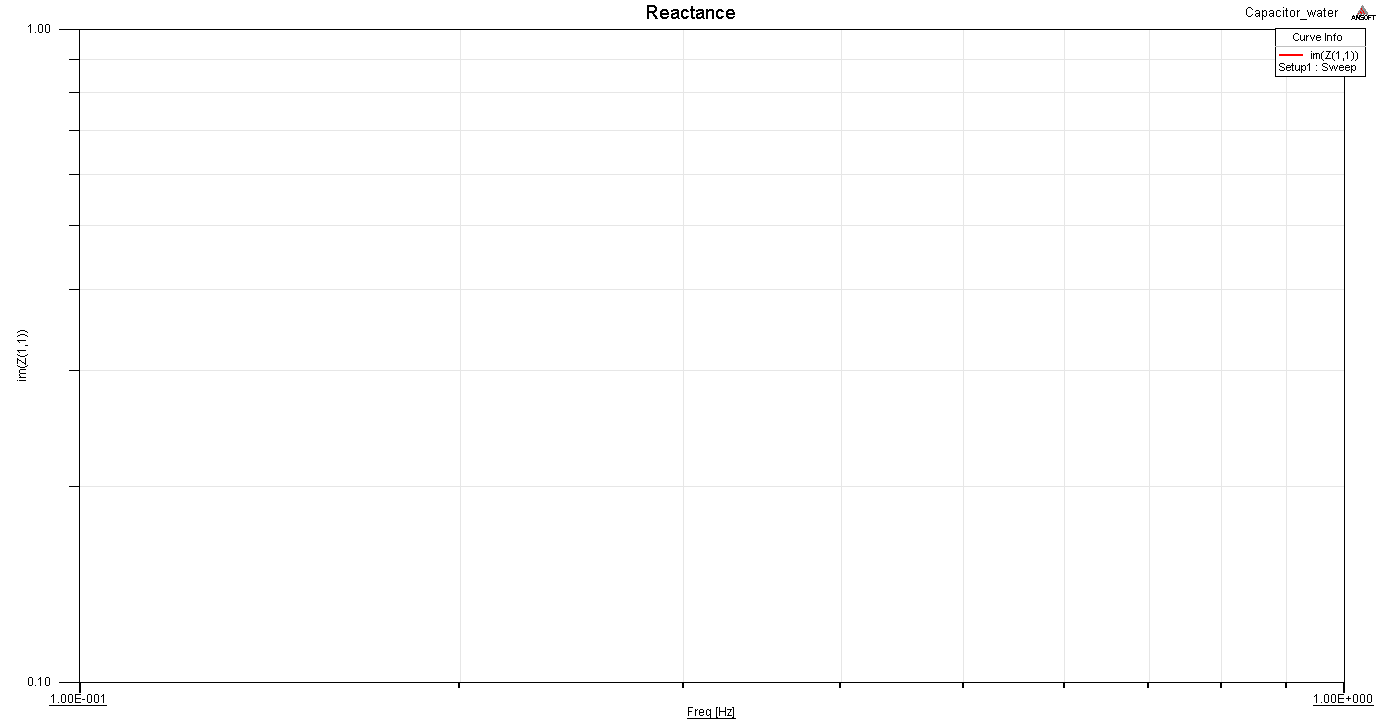 Reactance
Capacitor_water
ANSOFT
1.00
Curve Info
im(Z(1,1))
Setup1 : Sweep
im(Z(1,1))
0.10
1.00E-001
1.00E+000
Freq [Hz]